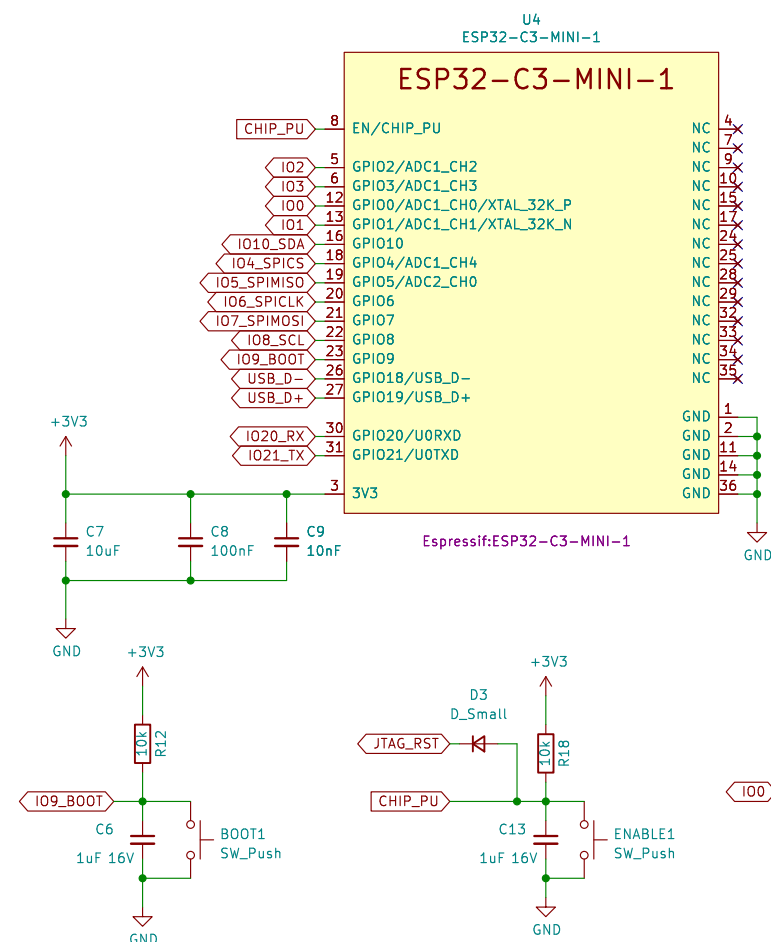 U4
ESP32-C3-MINI-1
ESP32-C3-MINI-1
CHIP_PU 8 EN/CHIP_PU NC 4
NC 7
IO2 5 GPIO2/ADC1_CH2 NC 9
IO3 6 GPIO3/ADC1_CH3 NC 10
IO0 12 GPIO0/ADC1_CH0/XTAL_32K_P NC 15
IO1 13 GPIO1/ADC1_CH1/XTAL_32K_N NC 17
IO10_SDA 16 GPIO10 NC 24
IO4_SPICS 18 GPIO4/ADC1_CH4 NC 25
IO5_SPIMISO 19 GPIO5/ADC2_CH0 NC 28
IO6_SPICLK 20 GPIO6 NC 29
IO7_SPIMOSI 21 GPIO7 NC 32
IO8_SCL 22 GPIO8 NC 33
IO9_BOOT 23 GPIO9 NC 34
USB_D- 26 GPIO18/USB_D- NC 35
USB_D+ 27 GPIO19/USB_D+
GND 1
+3V3
IO20_RX 30 GPIO20/U0RXD GND 2
IO21_TX 31 GPIO21/U0TXD GND 11
GND 14
3 3V3 GND 36
C7 C8 C9
10uF 100nF 10nF
Espressif:ESP32-C3-MINI-1
GND
GND
+3V3
+3V3
D3
D_Small
10k R12
JTAG_RST
10k R18
IO9_BOOT
CHIP_PU
IO0
C6
1uF 16V
BOOT1
SW_Push
C13
1uF 16V
ENABLE1
SW_Push
GND
GND